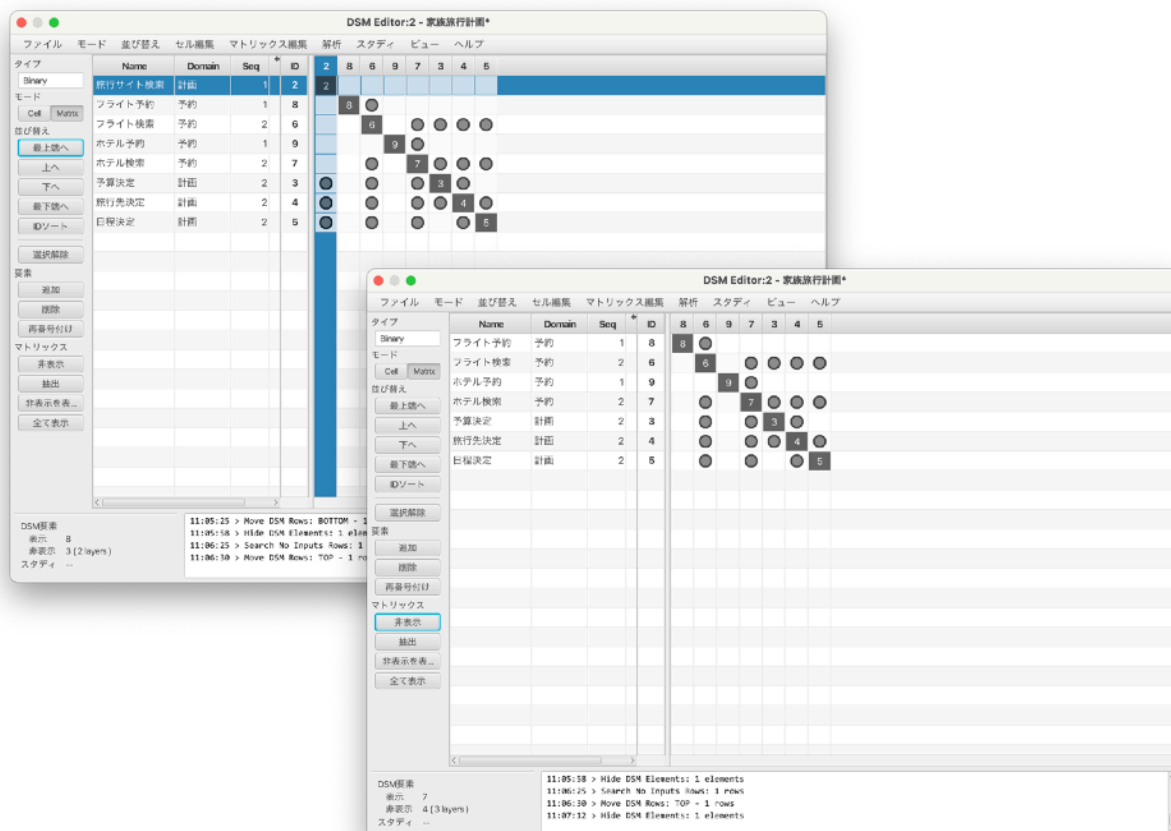 DSM Editor:2 - 家族旅行計画*
ファイル モード 並び替え セル編集 マトリックス編集 解析 スタディ ビュー ヘルプ
タイプ
Binary
モード
Cell Matrix
並び替え
最上端へ
上へ
下へ
最下端へ
IDソート
選択解除
要素
追加
削除
再番号付け
マトリックス
非表示
抽出
非表示を表...
全て表示
Name Domain Seq ID 2 8 6 9 7 3 4 5
旅行サイト検索 計画 1 2 2
フライト予約 予約 1 8 8
フライト検索 予約 2 6 6
ホテル予約 予約 1 9 9
ホテル検索 予約 2 7 7
予算決定 計画 2 3 3
旅行先決定 計画 2 4 4
日程決定 計画 2 5 5
DSM要素
表示 8
非表示 3 ( 2 layers )
スタディ --
11:05:25 > Move DSM Rows: BOTTOM - 1
11:05:58 > Hide DSM Elements: 1 elem
11:06:25 > Search No Inputs Rows: 1
11:06:30 > Move DSM Rows: TOP - 1 ro
DSM Editor:2 - 家族旅行計画*
ファイル モード 並び替え セル編集 マトリックス編集 解析 スタディ ビュー ヘルプ
タイプ
Binary
モード
Cell Matrix
並び替え
最上端へ
上へ
下へ
最下端へ
IDソート
選択解除
要素
追加
削除
再番号付け
マトリックス
非表示
抽出
非表示を表...
全て表示
Name Domain Seq ID 8 6 9 7 3 4 5
フライト予約 予約 1 8 8
フライト検索 予約 2 6 6
ホテル予約 予約 1 9 9
ホテル検索 予約 2 7 7
予算決定 計画 2 3 3
旅行先決定 計画 2 4 4
日程決定 計画 2 5 5
DSM要素
表示 7
非表示 4 ( 3 layers )
スタディ --
11:05:58 > Hide DSM Elements: 1 elements
11:06:25 > Search No Inputs Rows: 1 rows
11:06:30 > Move DSM Rows: TOP - 1 rows
11:07:12 > Hide DSM Elements: 1 elements